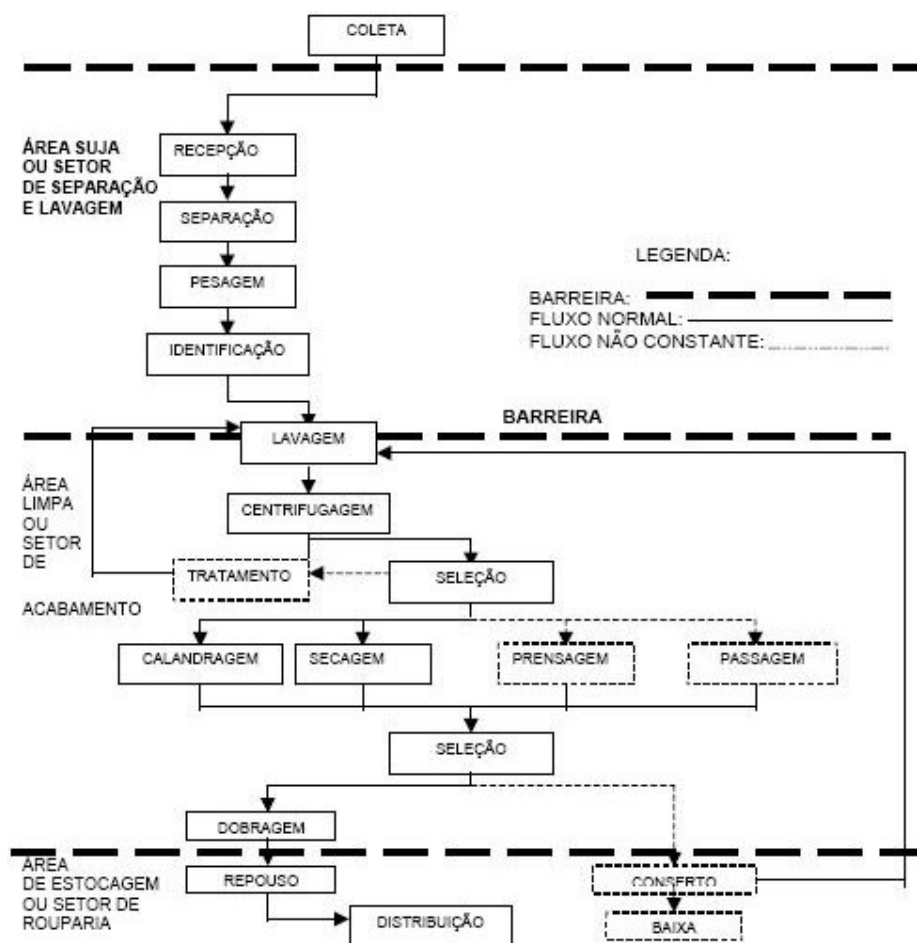 COLETA
ÁREA SUJA
OU SETOR
DE SEPARAÇÃO
E LAVAGEM
RECEPÇÃO
SEPARAÇÃO
PESAGEM
IDENTIFICAÇÃO
LEGENDA:
BARREIRA:
FLUXO NORMAL:
FLUXO NÃO CONSTANTE:
BARREIRA
LAVAGEM
ÁREA
LIMPA
OU
SETOR
DE
ACABAMENTO
CENTRIFUGAGEM
TRATAMENTO
SELEÇÃO
CALANDRAGEM
SECAGEM
PRENSAGEM
PASSAGEM
SELEÇÃO
DOBRAGEM
ÁREA
DE ESTOCAGEM
OU SETOR DE
ROUPARIA
REPOUSO
CONSERTO
DISTRIBUIÇÃO
BAIXA